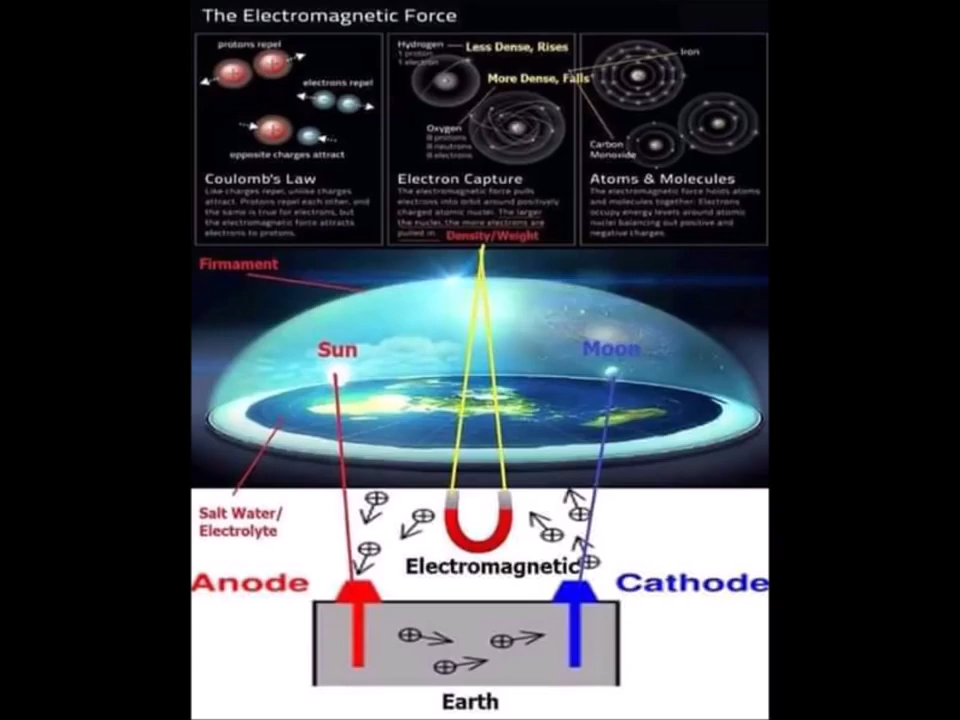 The Electromagnetic Force
protons repel
electrons repel
opposite charges attract
Coulomb's Law
Like charges repel, unlike charges
attract. Protons repel each other, and
the same is true for electrons, but
the electromagnetic force attracts
electrons to protons.
Hydrogen
1 proton
1 electron
Less Dense, Rises
More Dense, Falls
Oxygen
8 protons
8 neutrons
8 electrons
Electron Capture
The electromagnetic force pulls
electrons into orbit around positively
charged atomic nuclei. The larger
the nuclei, the more electrons are
pulled in.
Density/Weight
Iron
Carbon
Monoxide
Atoms & Molecules
The electromagnetic force holds atoms
and molecules together. Electrons
occupy energy levels around atomic
nuclei balancing out positive and
negative charges.
Firmament
Sun
Moon
Salt Water/
Electrolyte
Electromagnetic
Anode
Cathode
Earth